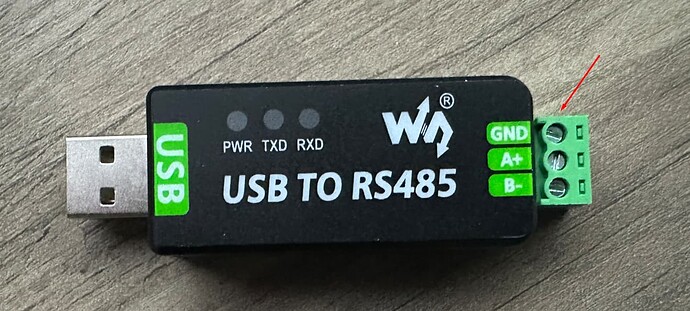 USB
PWR TXD RXD
USB TO RS485
®
GND
A+
B-